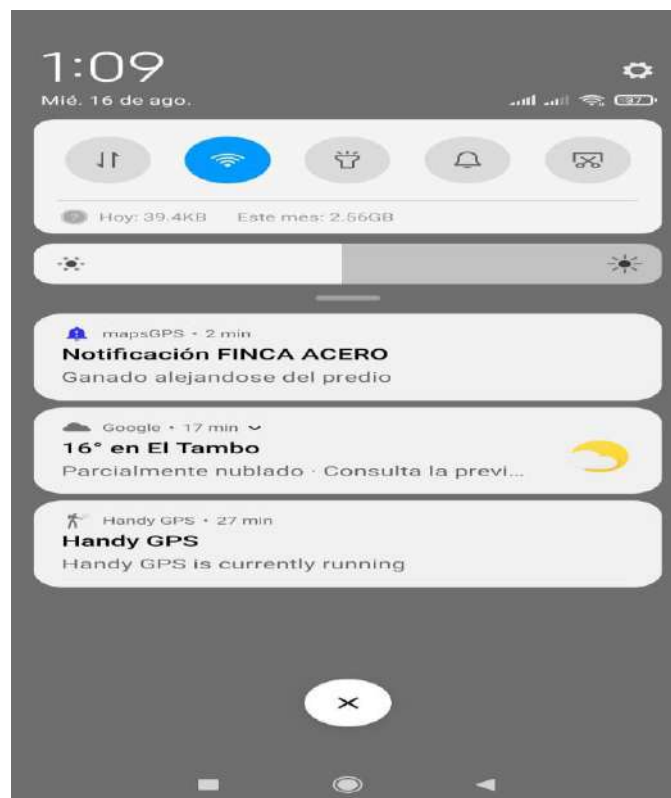 1:09
Mié. 16 de ago.
97
Hoy: 39.4KB Este mes: 2.56GB
mapsGPS • 2 min
Notificación FINCA ACERO
Ganado alejandose del predio
Google • 17 min
16° en El Tambo
Parcialmente nublado · Consulta la previ...
Handy GPS • 27 min
Handy GPS
Handy GPS is currently running